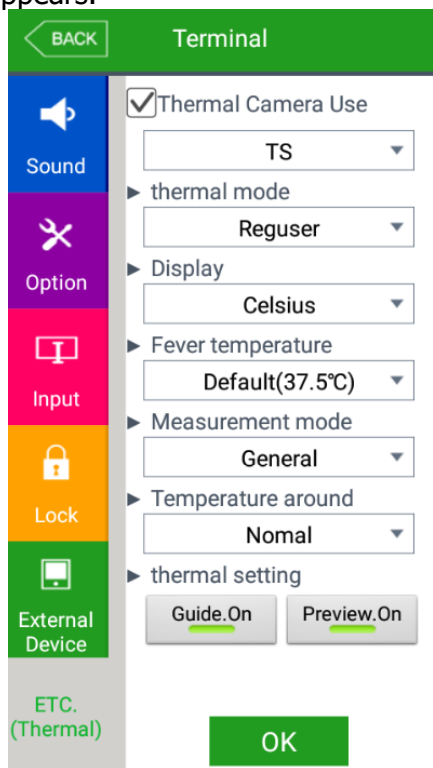 ppears.
BACK
Terminal
Sound
Option
Input
Lock
External
Device
ETC.
(Thermal)
Thermal Camera Use
TS
► thermal mode
Reguser
► Display
Celsius
► Fever temperature
Default(37.5℃)
► Measurement mode
General
► Temperature around
Nomal
► thermal setting
Guide.On
Preview.On
OK